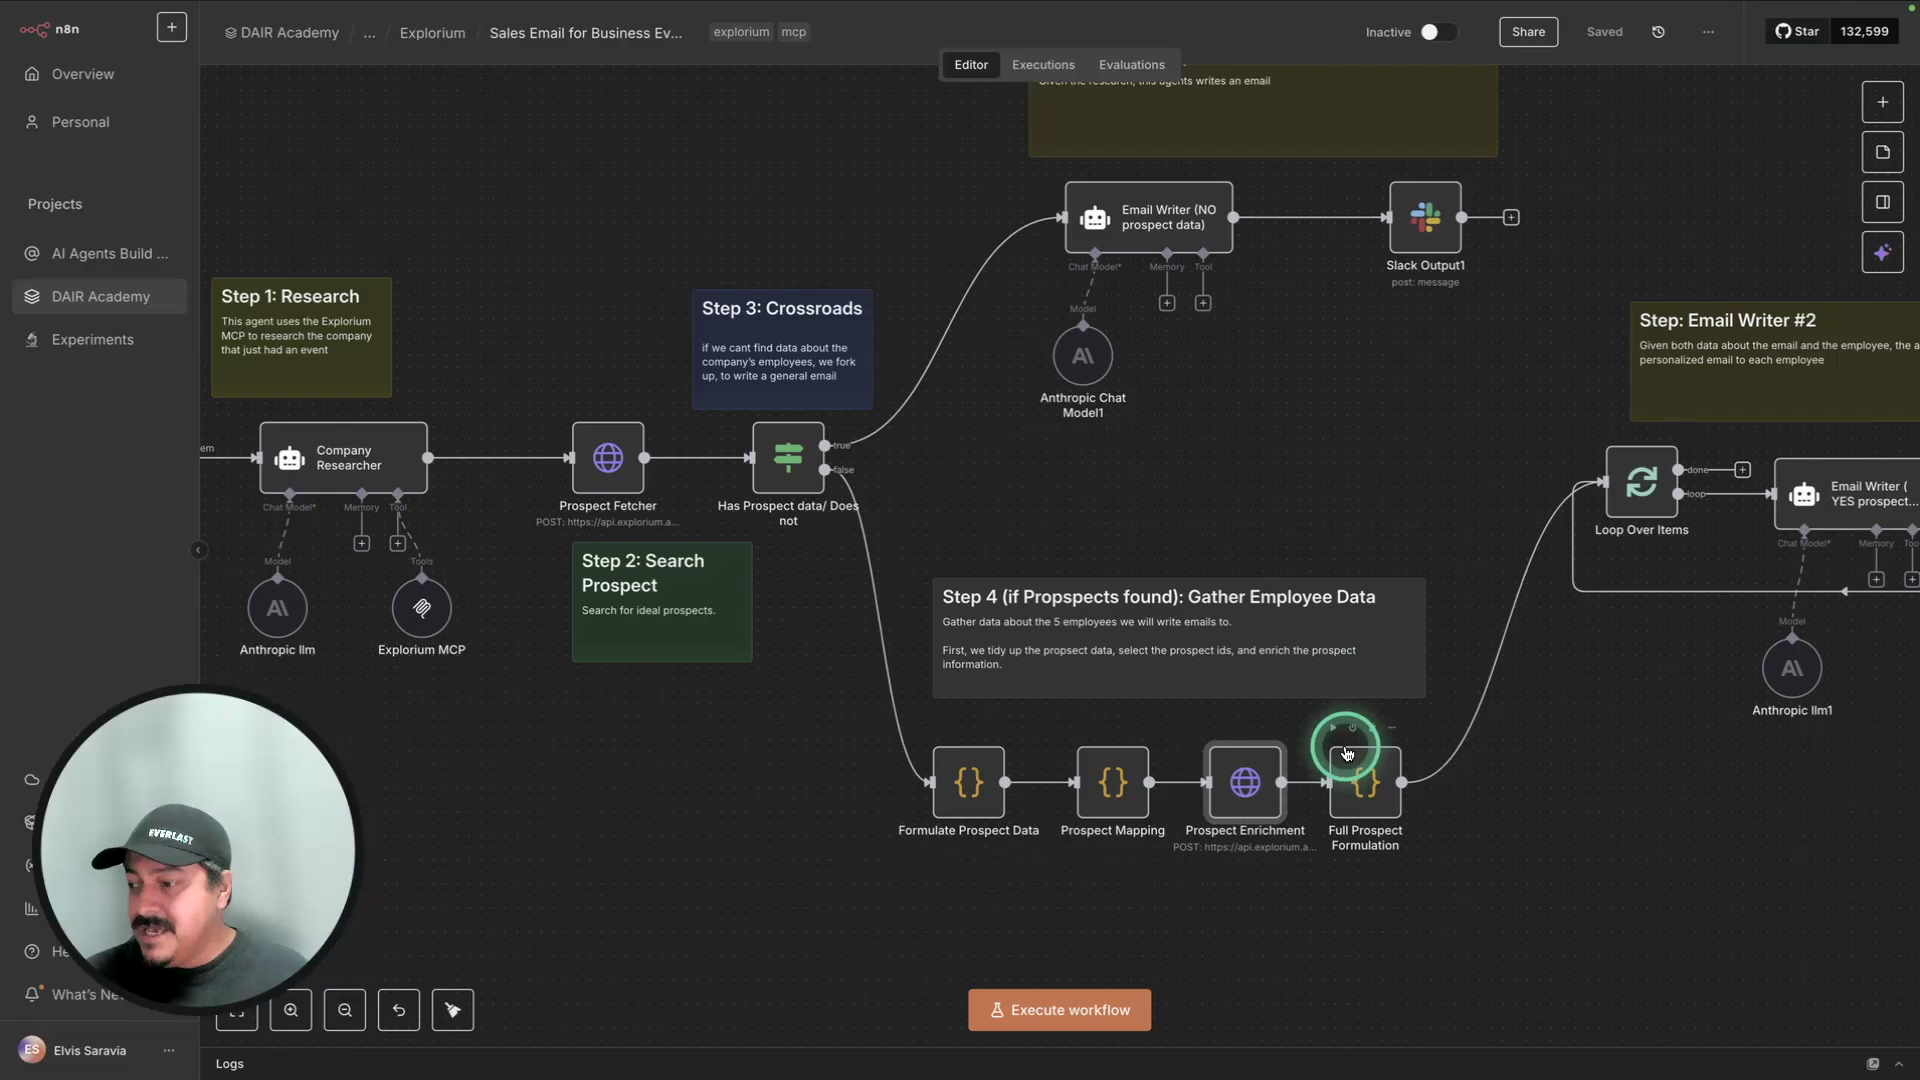 n8n
DAIR Academy / ... / Explorium / Sales Email for Business Ev... explorium mcp
Inactive
Share
Saved
Star 132,599
Editor Executions Evaluations
Overview
Personal
Projects
AI Agents Build ...
DAIR Academy
Experiments
Given the research, this agents writes an email
Email Writer (NO
prospect data)
Chat Model*
Memory
Tool
Model
Anthropic Chat
Model1
Slack Output1
post: message
Step 1: Research
This agent uses the Explorium
MCP to research the company
that just had an event
Step 3: Crossroads
if we cant find data about the
company's employees, we fork
up, to write a general email
Step: Email Writer #2
Given both data about the email and the employee, the a
personalized email to each employee
em
Company
Researcher
Chat Model*
Memory
Tool
Model
Tools
Anthropic llm
Explorium MCP
Prospect Fetcher
POST: https://api.explorium.a...
true
false
Has Prospect data/ Does
not
Step 2: Search
Prospect
Search for ideal prospects.
done
loop
Loop Over Items
Email Writer (
YES prospect...
Chat Model*
Memory
Too
Model
Anthropic llm1
Step 4 (if Propspects found): Gather Employee Data
Gather data about the 5 employees we will write emails to.
First, we tidy up the propsect data, select the prospect ids, and enrich the prospect
information.
Formulate Prospect Data
Prospect Mapping
Prospect Enrichment
POST: https://api.explorium.a...
Full Prospect
Formulation
EVERLAST
He
What's Ne
ES
Elvis Saravia
Execute workflow
Logs